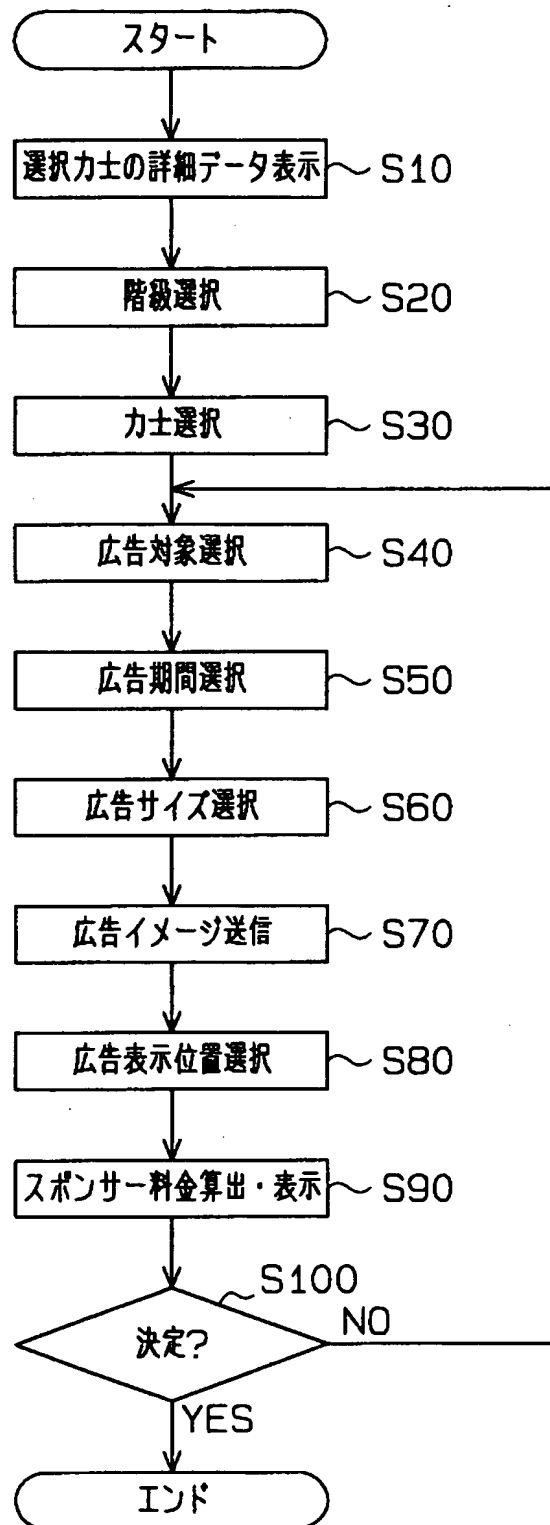 スタート
選択力士の詳細データ表示 S10
階級選択 S20
力士選択 S30
広告対象選択 S40
広告期間選択 S50
広告サイズ選択 S60
広告イメージ送信 S70
広告表示位置選択 S80
スポンサー料金算出・表示 S90
S100
決定? NO
YES
エンド